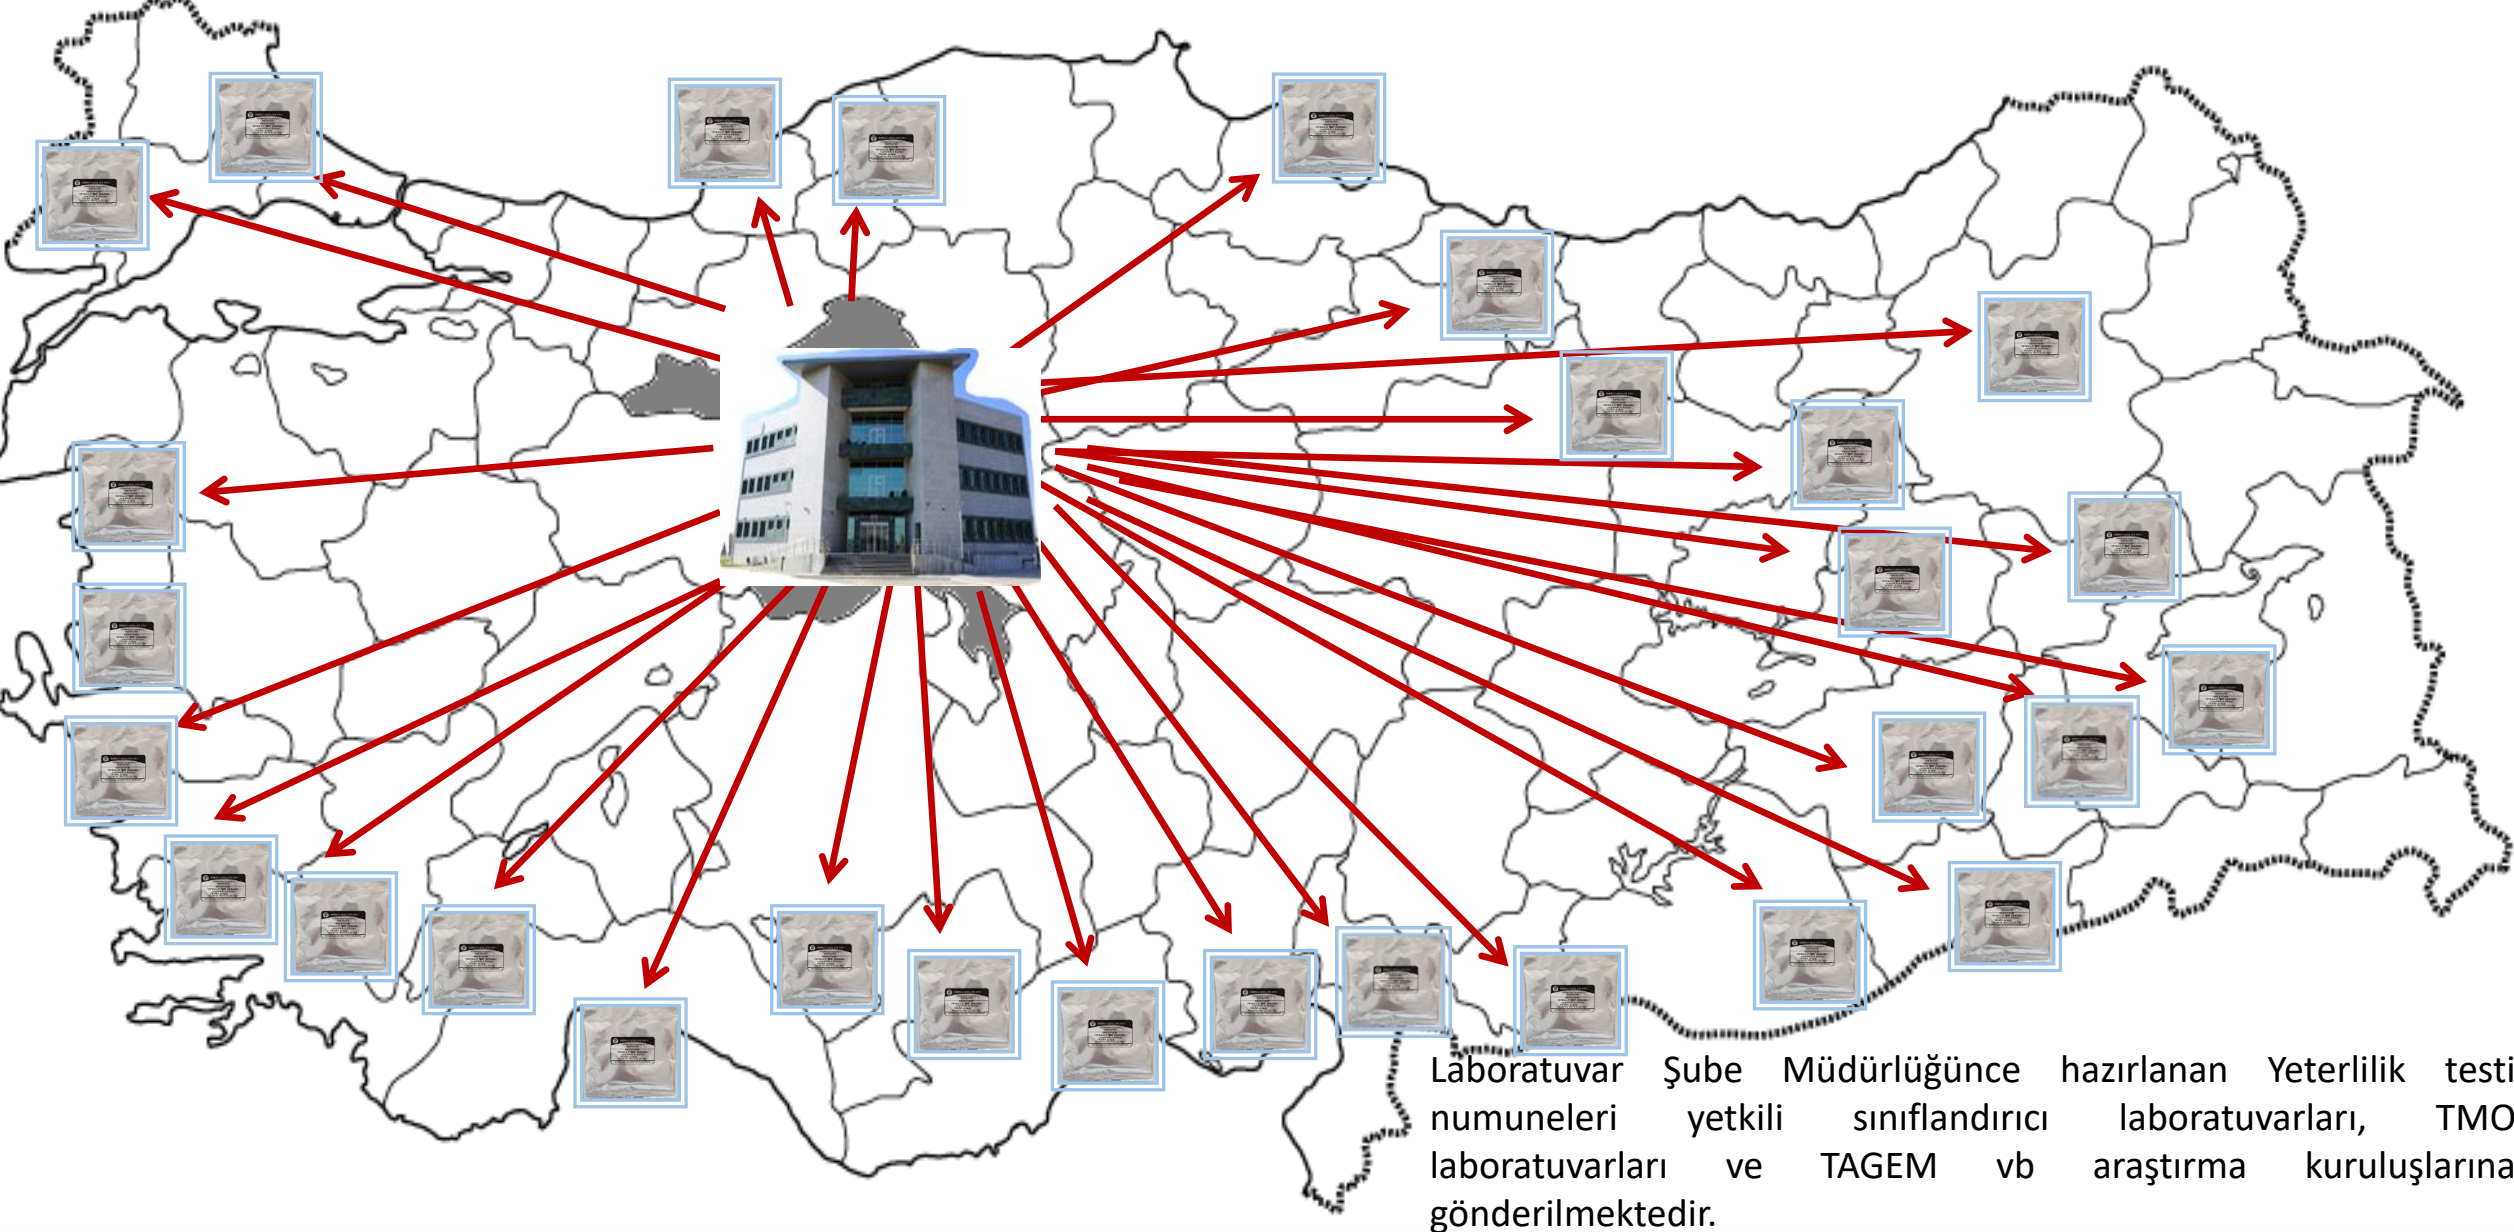 Laboratuvar Şube Müdürlüğünce hazırlanan Yeterlilik testi
numuneleri yetkili sınıflandırıcı laboratuvarları, TMO
laboratuvarları ve TAGEM vb araştırma kuruluşlarına
gönderilmektedir.